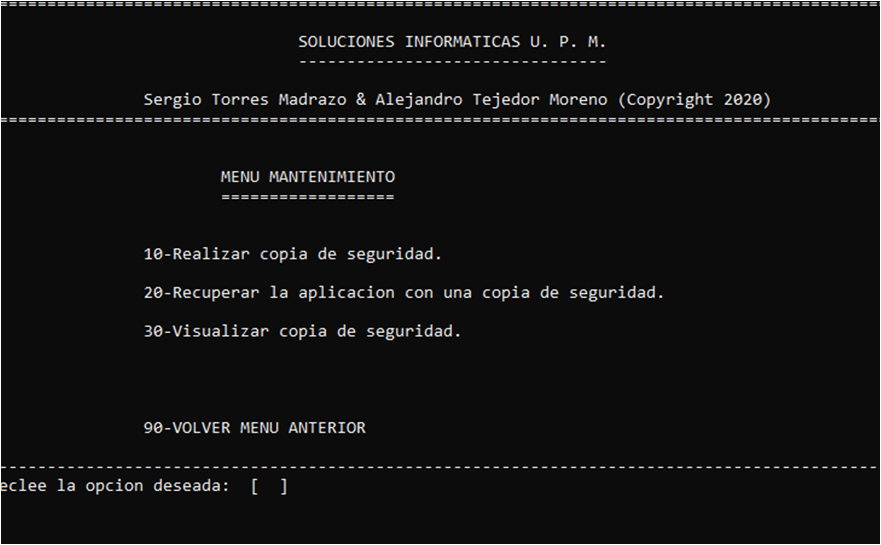 ==========================================================================================
SOLUCIONES INFORMATICAS U. P. M.
--------------------------------
Sergio Torres Madrazo & Alejandro Tejedor Moreno (Copyright 2020)
==========================================================================================
MENU MANTENIMIENTO
==================
10-Realizar copia de seguridad.
20-Recuperar la aplicacion con una copia de seguridad.
30-Visualizar copia de seguridad.
90-VOLVER MENU ANTERIOR
------------------------------------------------------------------------------------------
eclee la opcion deseada:  [  ]